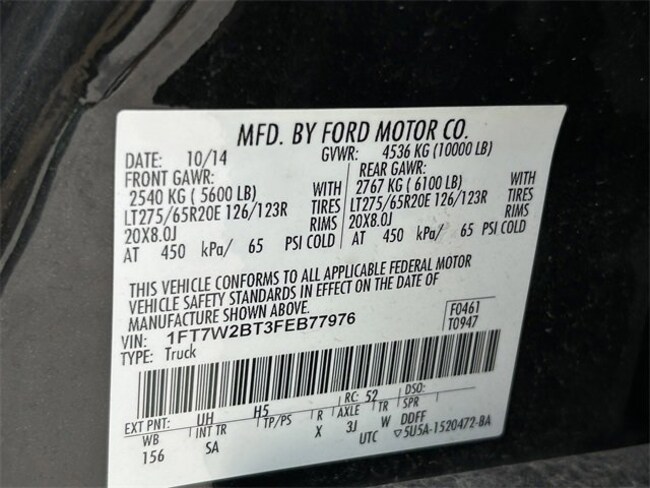 MFD. BY FORD MOTOR CO.
DATE: 10/14 GVWR: 4536 KG (10000 LB)
FRONT GAWR: REAR GAWR:
2540 KG ( 5600 LB) WITH 2767 KG ( 6100 LB) WITH
LT275/65R20E 126/123R TIRES LT275/65R20E 126/123R TIRES
20X8.0J RIMS 20X8.0J RIMS
AT 450 kPa/ 65 PSI COLD AT 450 kPa/ 65 PSI COLD
THIS VEHICLE CONFORMS TO ALL APPLICABLE FEDERAL MOTOR
VEHICLE SAFETY STANDARDS IN EFFECT ON THE DATE OF
MANUFACTURE SHOWN ABOVE.
F0461
T0947
VIN: 1FT7W2BT3FEB77976
TYPE: Truck
EXT PNT: UH H5 RC: 52 DSO:
WB INT TR TP/PS R AXLE TR SPR
156 SA X 3J W DDFF
UTC ▽5U5A-1520472-BA